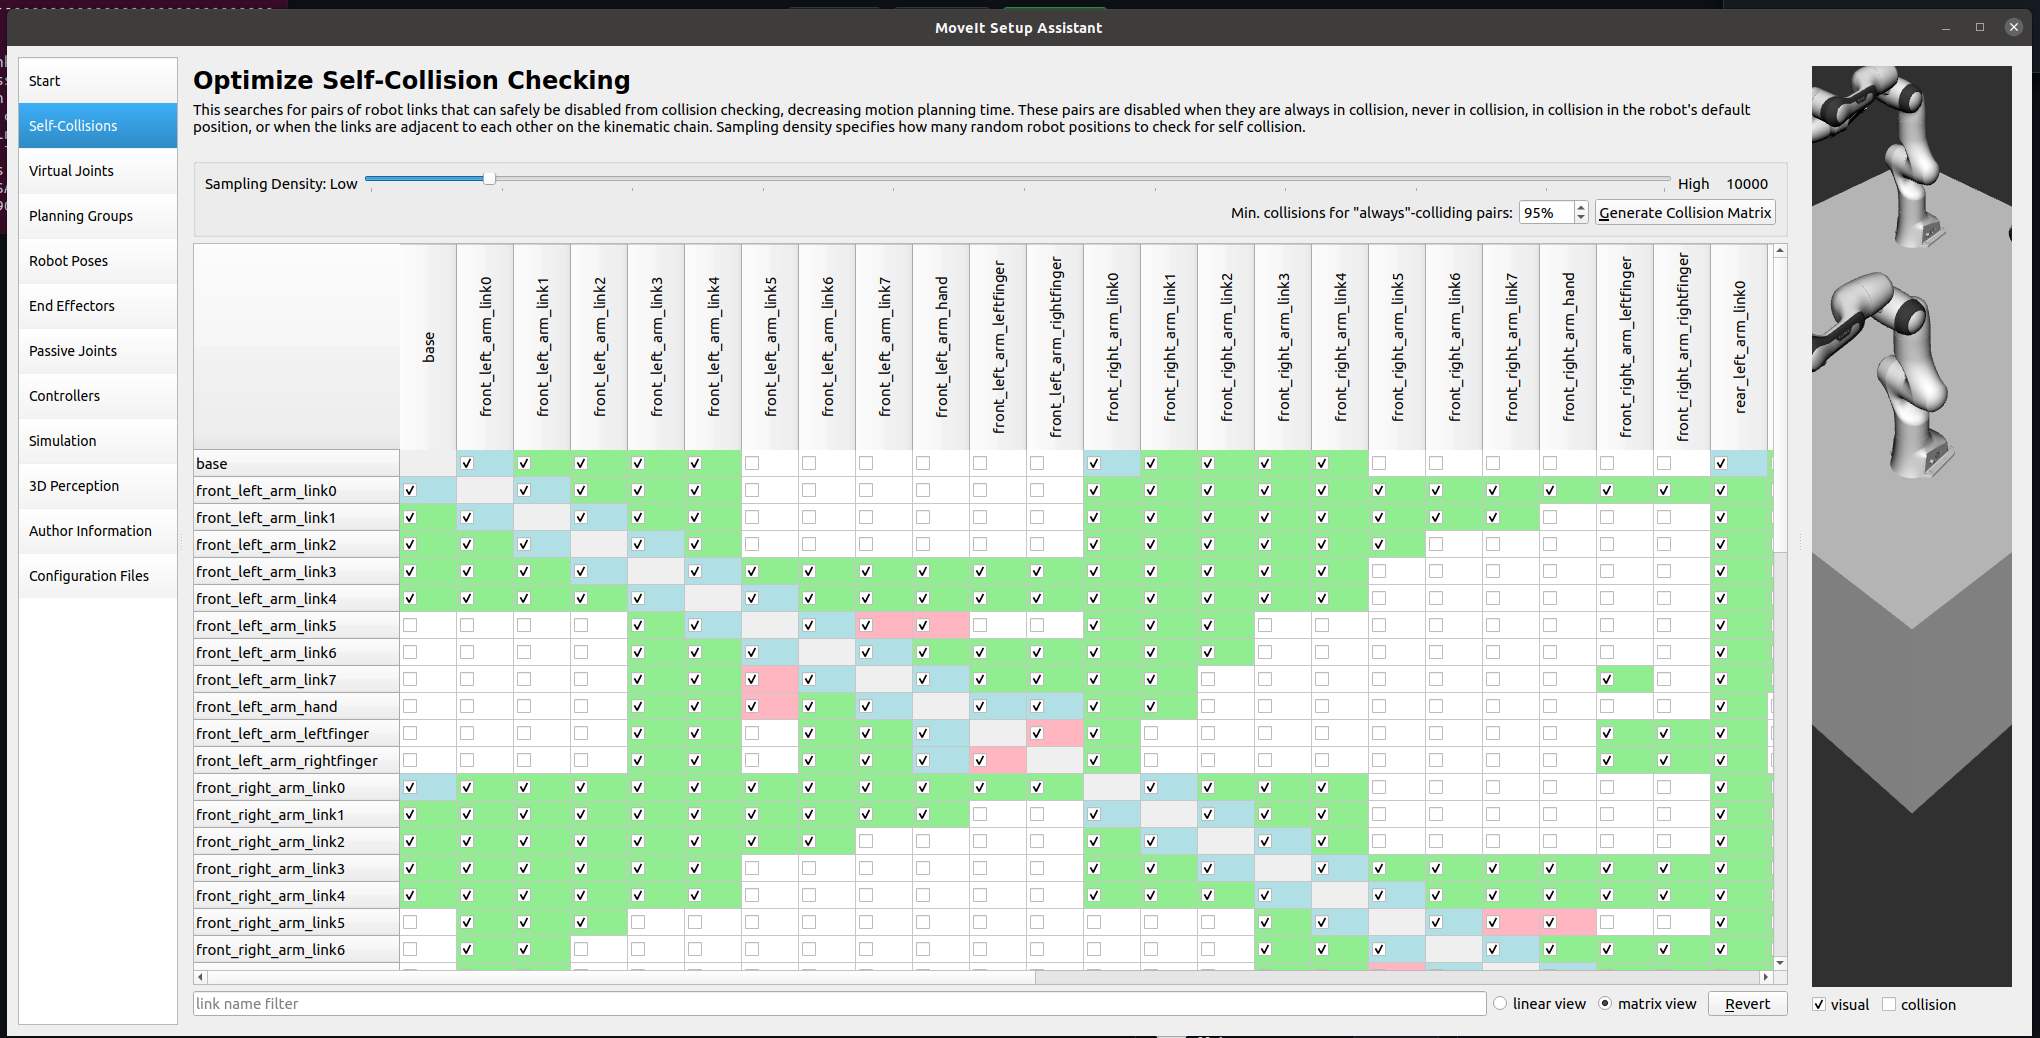 MoveIt Setup Assistant
Start
Self-Collisions
Virtual Joints
Planning Groups
Robot Poses
End Effectors
Passive Joints
Controllers
Simulation
3D Perception
Author Information
Configuration Files
Optimize Self-Collision Checking
This searches for pairs of robot links that can safely be disabled from collision checking, decreasing motion planning time. These pairs are disabled when they are always in collision, never in collision, in collision in the robot's default
position, or when the links are adjacent to each other on the kinematic chain. Sampling density specifies how many random robot positions to check for self collision.
Sampling Density: Low
High 10000
Min. collisions for "always"-colliding pairs: 95% Generate Collision Matrix
base
front_left_arm_link0
front_left_arm_link1
front_left_arm_link2
front_left_arm_link3
front_left_arm_link4
front_left_arm_link5
front_left_arm_link6
front_left_arm_link7
front_left_arm_hand
front_left_arm_leftfinger
front_left_arm_rightfinger
front_right_arm_link0
front_right_arm_link1
front_right_arm_link2
front_right_arm_link3
front_right_arm_link4
front_right_arm_link5
front_right_arm_link6
front_right_arm_link7
front_right_arm_hand
front_right_arm_leftfinger
front_right_arm_rightfinger
rear_left_arm_link0
base
front_left_arm_link0
front_left_arm_link1
front_left_arm_link2
front_left_arm_link3
front_left_arm_link4
front_left_arm_link5
front_left_arm_link6
front_left_arm_link7
front_left_arm_hand
front_left_arm_leftfinger
front_left_arm_rightfinger
front_right_arm_link0
front_right_arm_link1
front_right_arm_link2
front_right_arm_link3
front_right_arm_link4
front_right_arm_link5
front_right_arm_link6
link name filter
linear view
matrix view
Revert
visual
collision